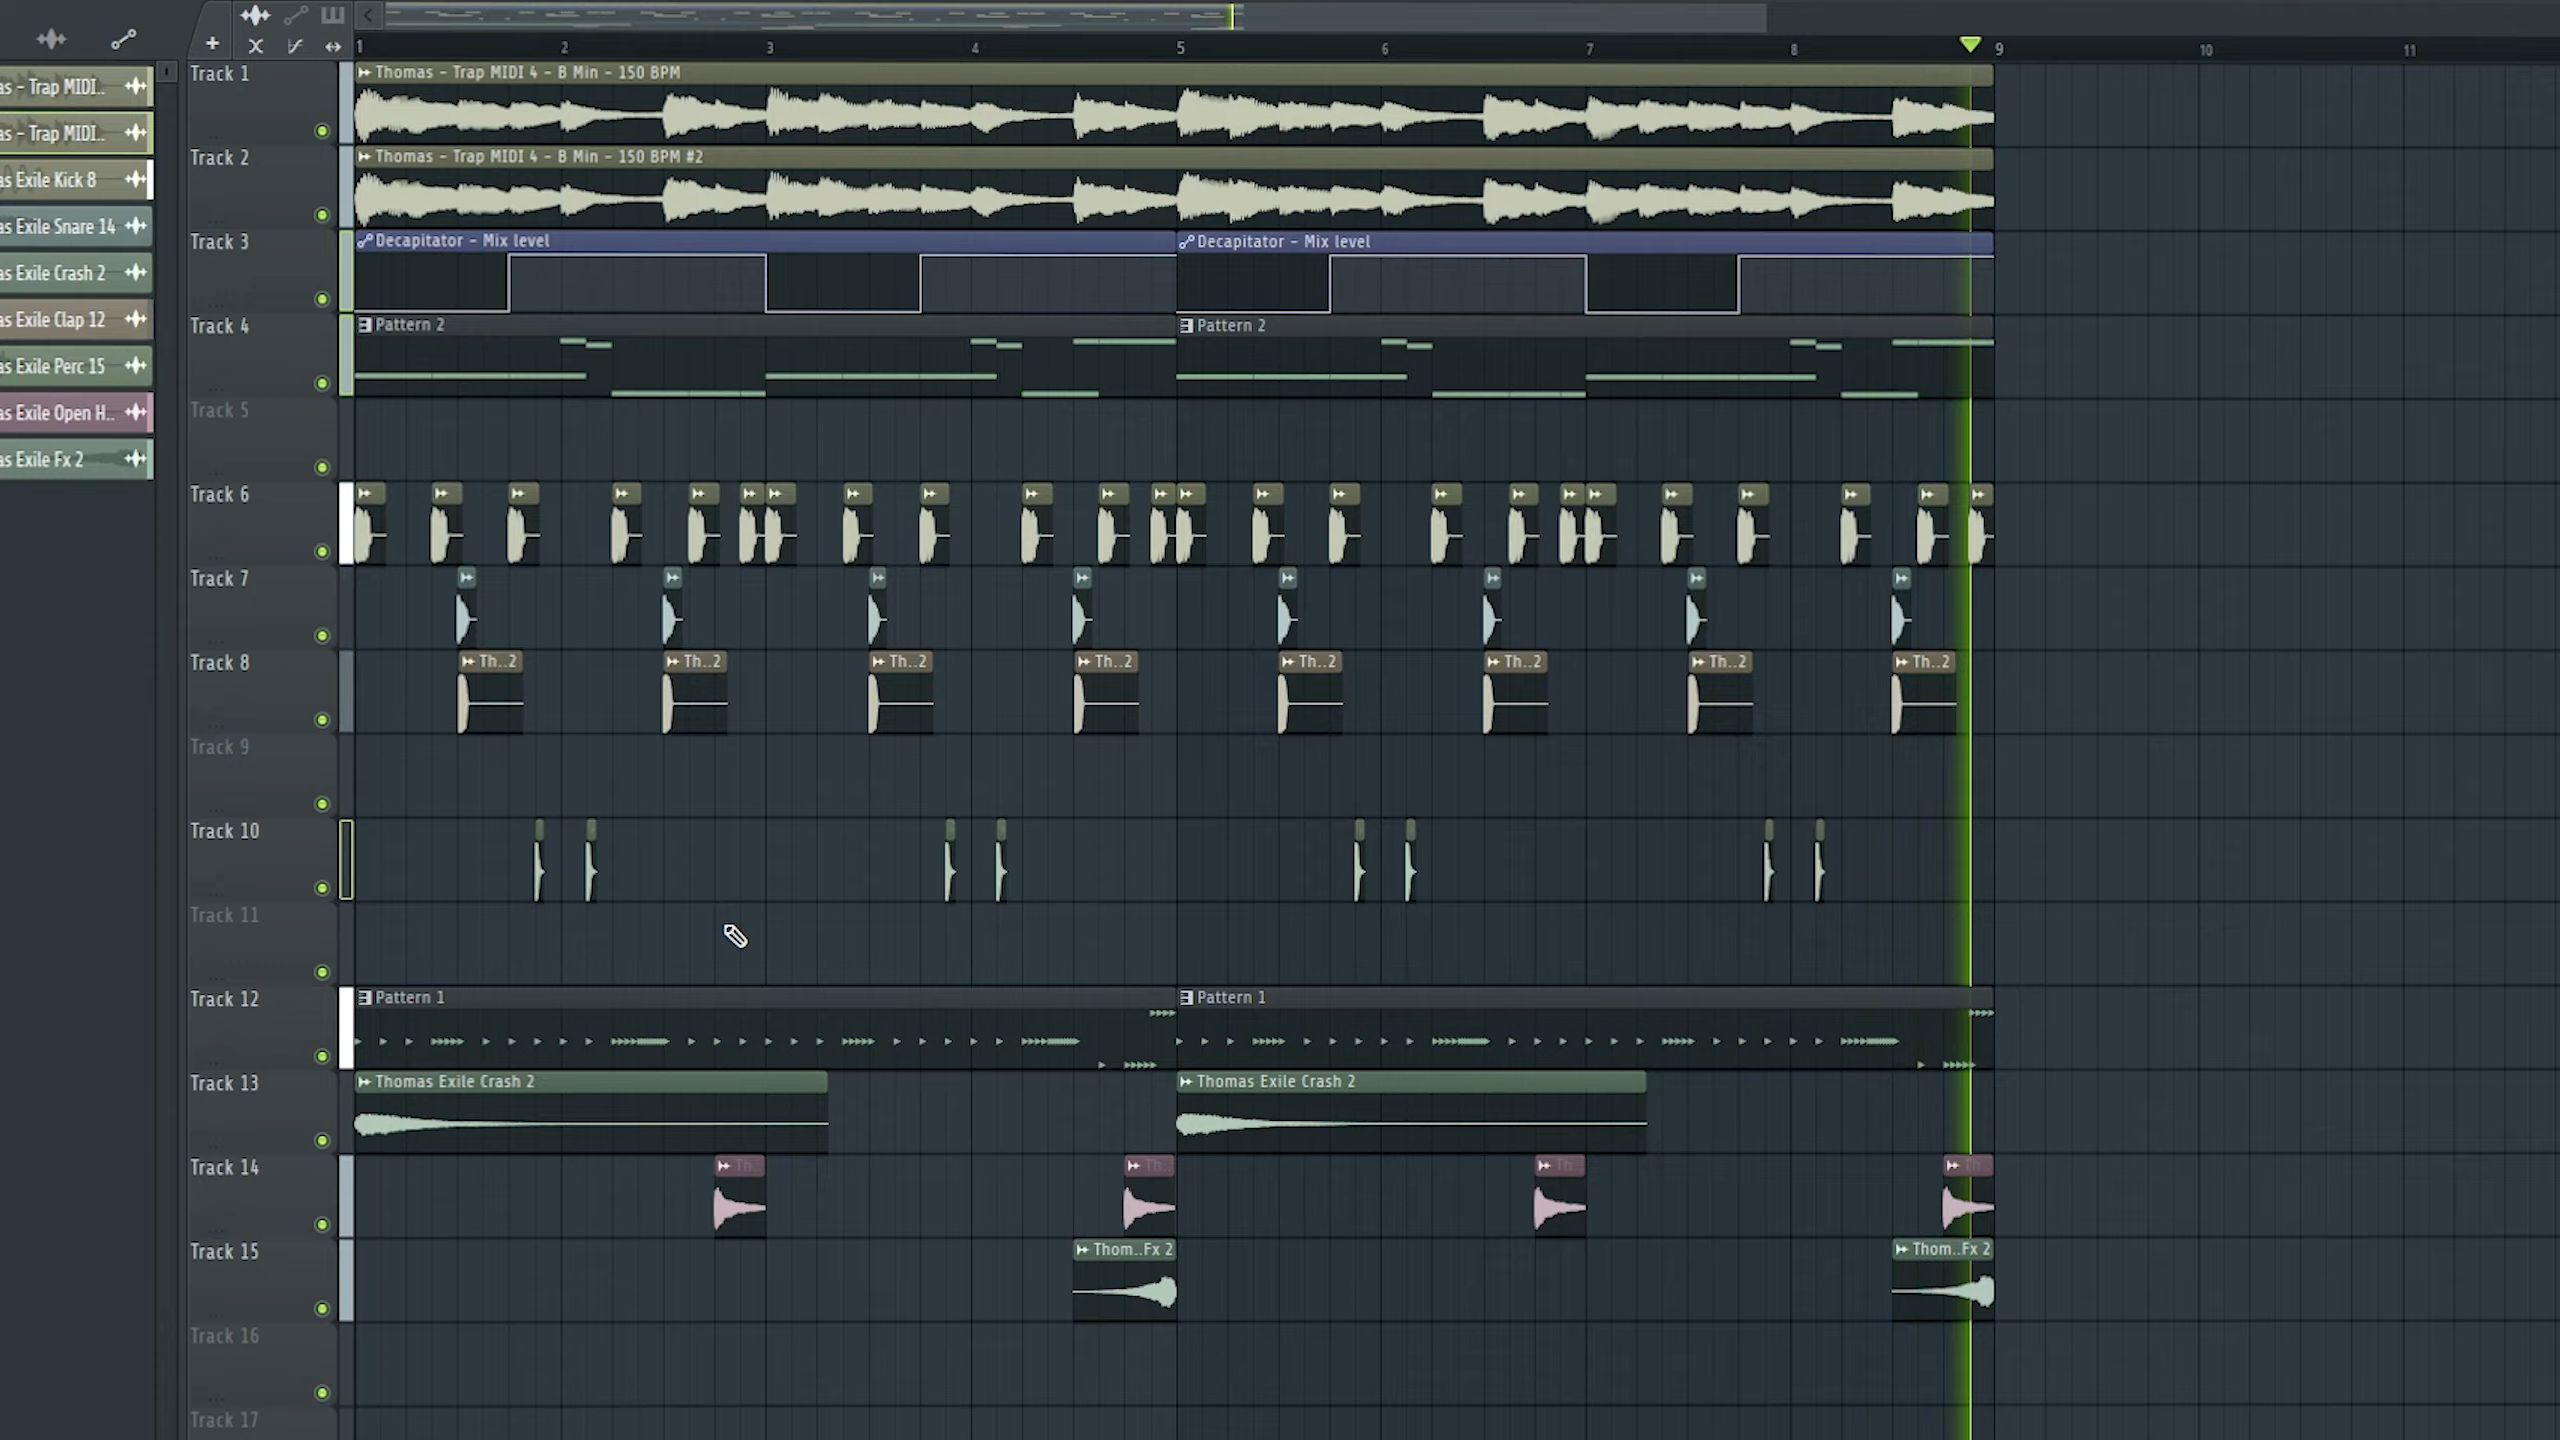 1 2 3 4 5 6 7 8 9 10 11
as - Trap MIDI..
as - Trap MIDI..
as Exile Kick 8
as Exile Snare 14
as Exile Crash 2
as Exile Clap 12
as Exile Perc 15
as Exile Open H..
as Exile Fx 2
Track 1
Thomas - Trap MIDI 4 - B Min - 150 BPM
Track 2
Thomas - Trap MIDI 4 - B Min - 150 BPM #2
Track 3
Decapitator - Mix level Decapitator - Mix level
Track 4
Pattern 2 Pattern 2
Track 5
Track 6
Track 7
Track 8
Th..2 Th..2 Th..2 Th..2 Th..2 Th..2 Th..2 Th..2
Track 9
Track 10
Track 11
Track 12
Pattern 1 Pattern 1
Track 13
Thomas Exile Crash 2 Thomas Exile Crash 2
Track 14
Th.. Th.. Th.. Th..
Track 15
Thom..Fx 2 Thom..Fx 2
Track 16
Track 17